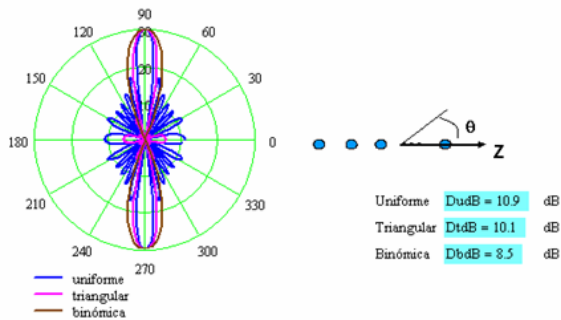 90
120
60
150
30
20
180
0
θ
Z
210
330
240
300
270
Uniforme DudB = 10.9 dB
Triangular DtdB = 10.1 dB
Binómica DbdB = 8.5 dB
uniforme
triangular
binómica